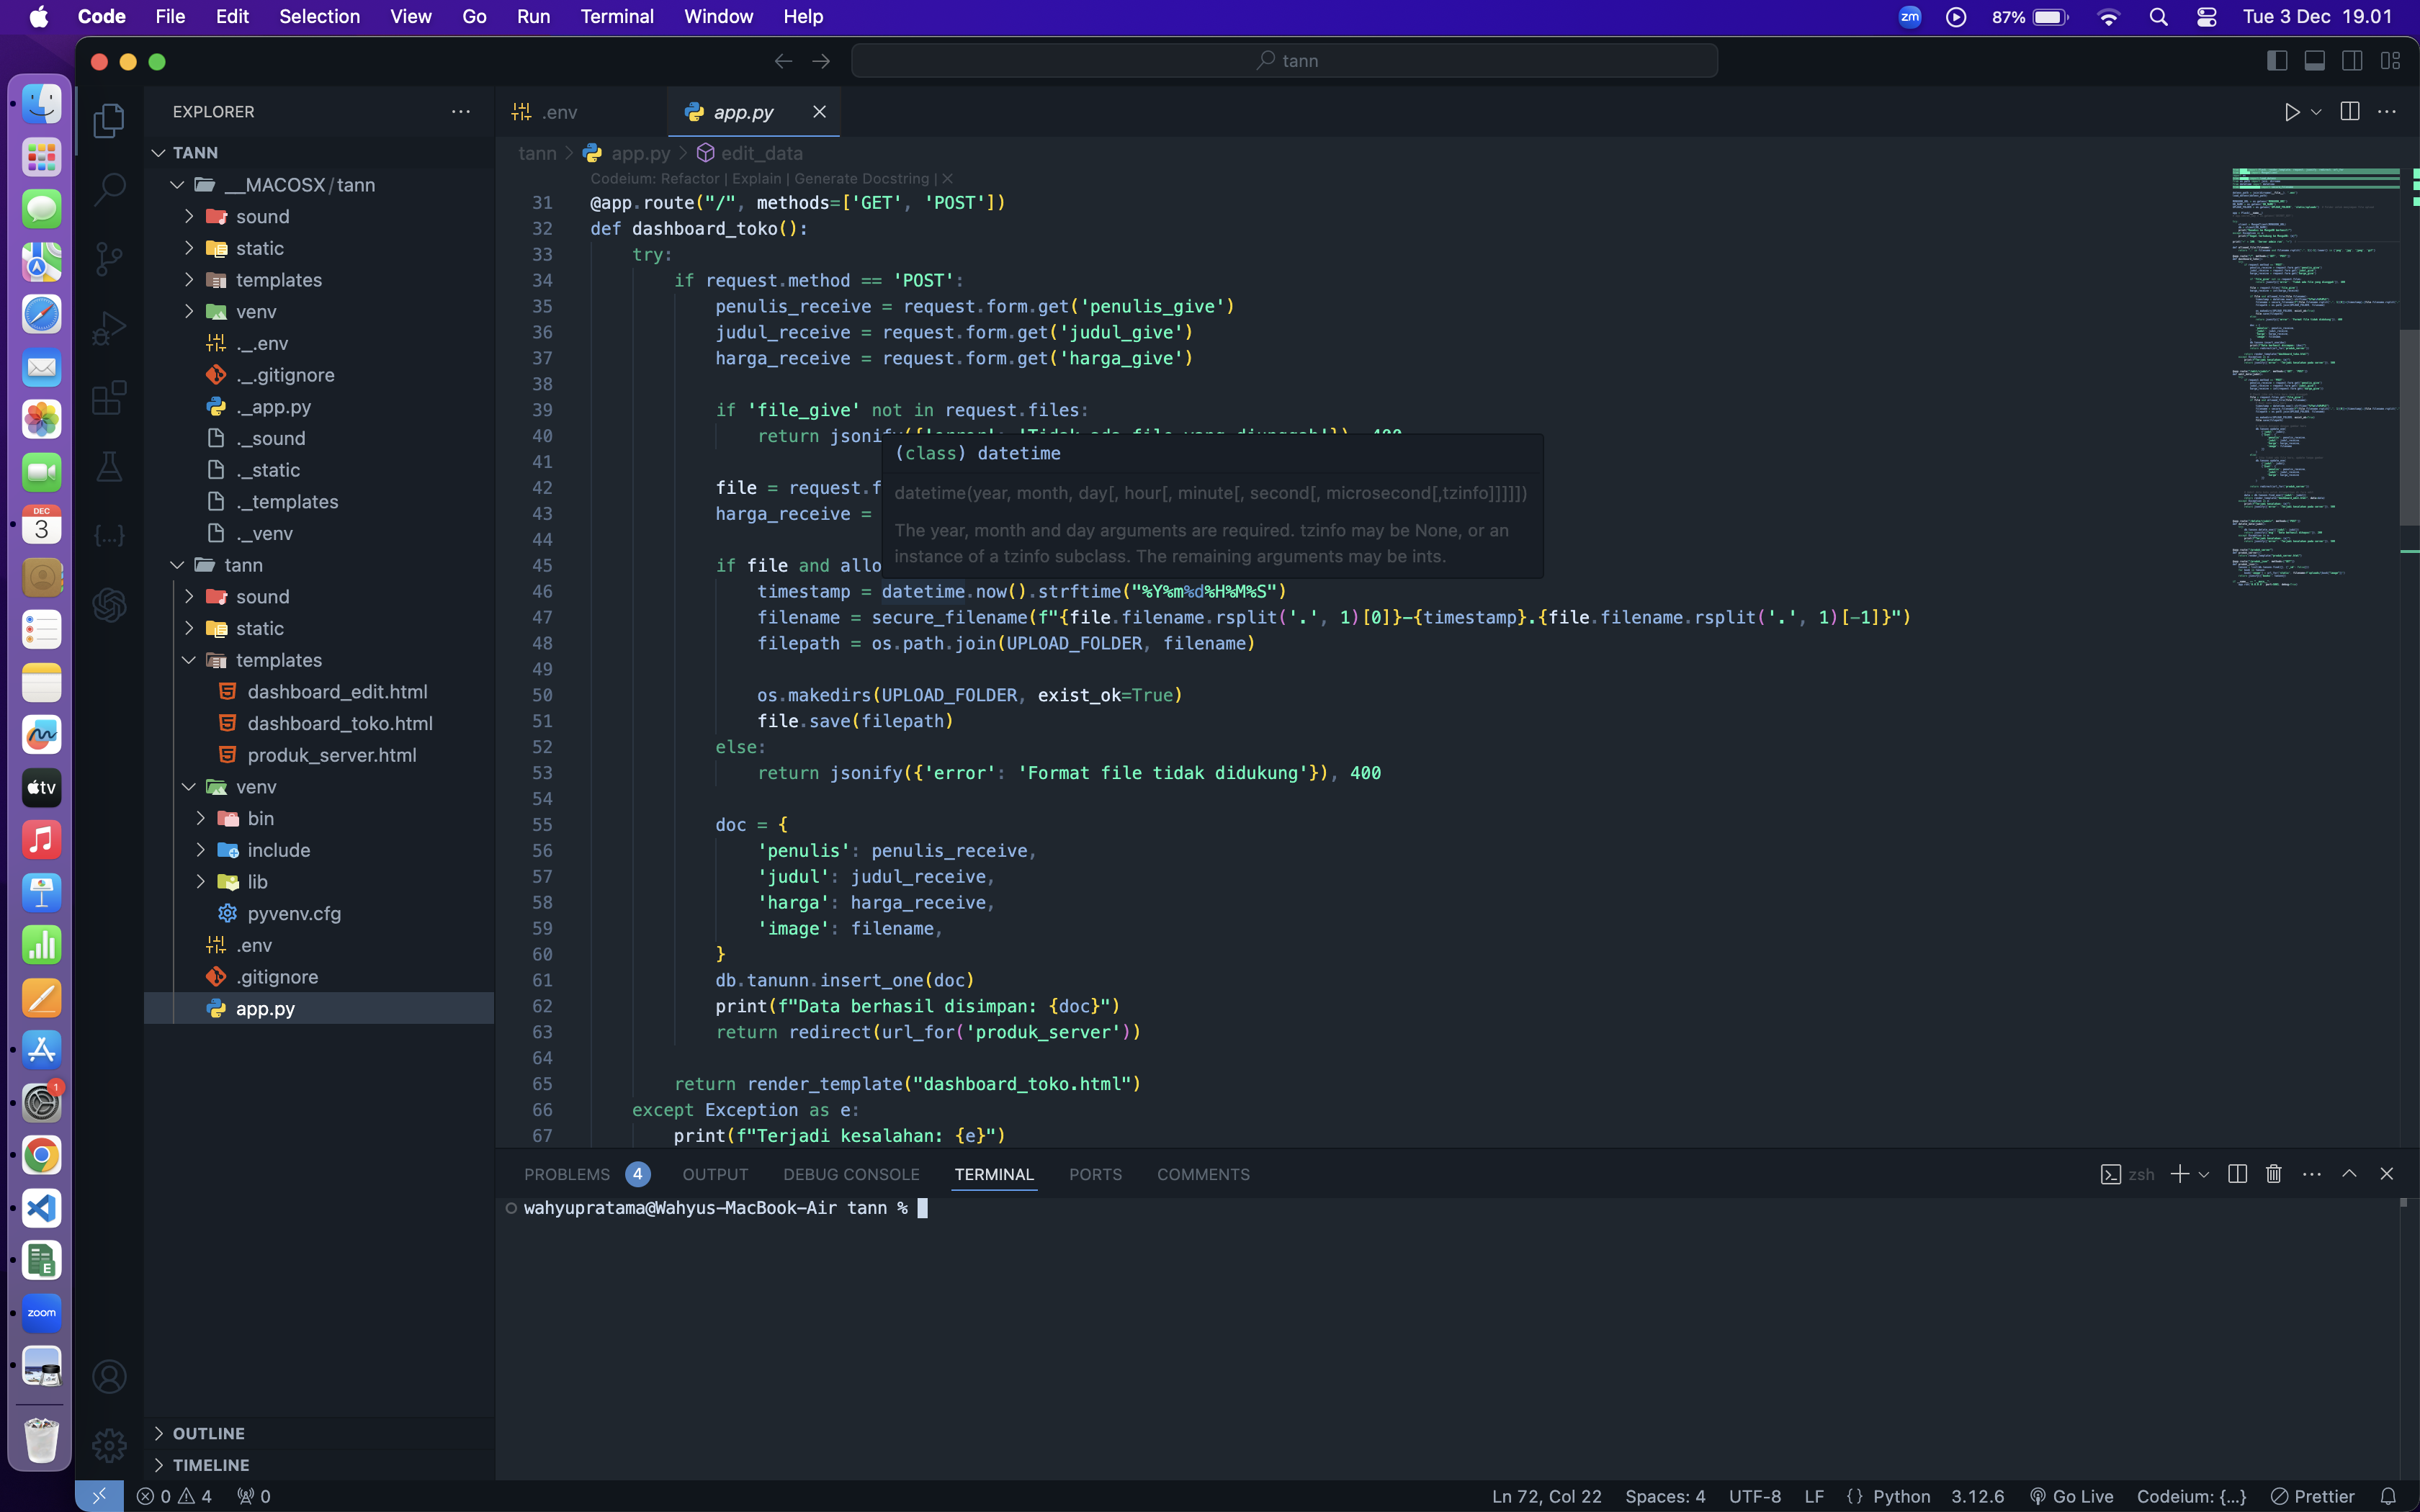 Code File Edit Selection View Go Run Terminal Window Help
zm 87% Tue 3 Dec 19.01
tann
EXPLORER
.env
app.py
TANN
__MACOSX/tann
sound
static
templates
venv
._.env
._.gitignore
._app.py
._sound
._static
._templates
._venv
tann
sound
static
templates
dashboard_edit.html
dashboard_toko.html
produk_server.html
venv
bin
include
lib
pyvenv.cfg
.env
.gitignore
app.py
OUTLINE
TIMELINE
DEC
3
tv
1
E
zoom
tann > app.py > edit_data
Codeium: Refactor | Explain | Generate Docstring | ✕
31 @app.route("/", methods=['GET', 'POST'])
32 def dashboard_toko():
33 try:
34 if request.method == 'POST':
35 penulis_receive = request.form.get('penulis_give')
36 judul_receive = request.form.get('judul_give')
37 harga_receive = request.form.get('harga_give')
38
39 if 'file_give' not in request.files:
40 return jsonify({'error': 'Tidak ada file yang diunggah'}), 400
41
42 file = request.f
43 harga_receive =
44
45 if file and allo
(class) datetime
datetime(year, month, day[, hour[, minute[, second[, microsecond[,tzinfo]]]]])
The year, month and day arguments are required. tzinfo may be None, or an
instance of a tzinfo subclass. The remaining arguments may be ints.
46 timestamp = datetime.now().strftime("%Y%m%d%H%M%S")
47 filename = secure_filename(f"{file.filename.rsplit('.', 1)[0]}-{timestamp}.{file.filename.rsplit('.', 1)[-1]}")
48 filepath = os.path.join(UPLOAD_FOLDER, filename)
49
50 os.makedirs(UPLOAD_FOLDER, exist_ok=True)
51 file.save(filepath)
52 else:
53 return jsonify({'error': 'Format file tidak didukung'}), 400
54
55 doc = {
56 'penulis': penulis_receive,
57 'judul': judul_receive,
58 'harga': harga_receive,
59 'image': filename,
60 }
61 db.tanunn.insert_one(doc)
62 print(f"Data berhasil disimpan: {doc}")
63 return redirect(url_for('produk_server'))
64
65 return render_template("dashboard_toko.html")
66 except Exception as e:
67 print(f"Terjadi kesalahan: {e}")
PROBLEMS 4 OUTPUT DEBUG CONSOLE TERMINAL PORTS COMMENTS
zsh
wahyupratama@Wahyus-MacBook-Air tann %
0 4 0
Ln 72, Col 22 Spaces: 4 UTF-8 LF {} Python 3.12.6 Go Live Codeium: {...} Prettier